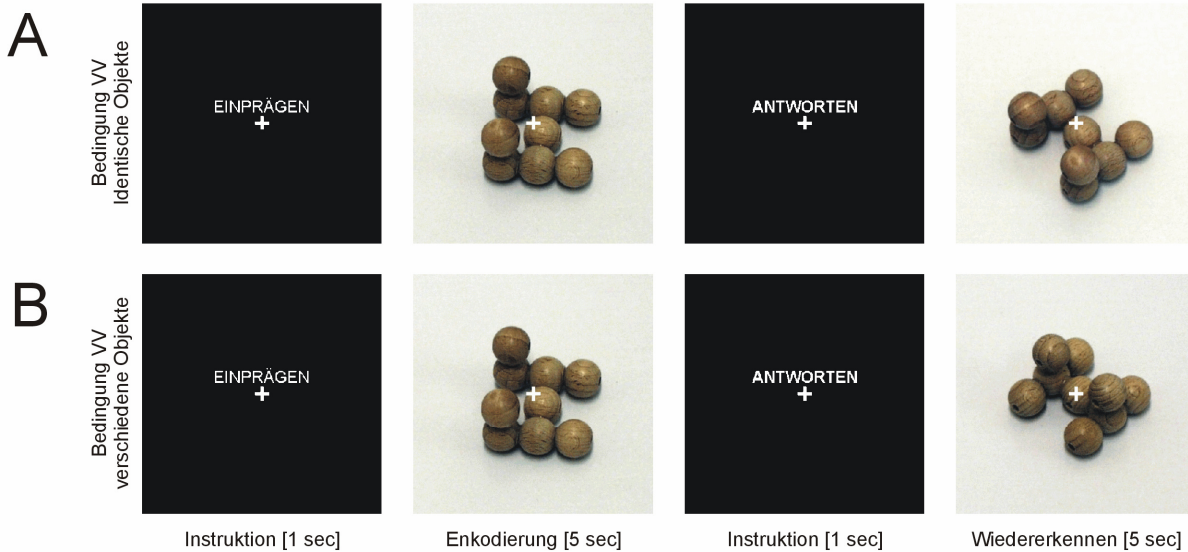 A
Bedingung VV
Identische Objekte
EINPRÄGEN
ANTWORTEN
B
Bedingung VV
verschiedene Objekte
EINPRÄGEN
ANTWORTEN
Instruktion [1 sec]
Enkodierung [5 sec]
Instruktion [1 sec]
Wiedererkennen [5 sec]